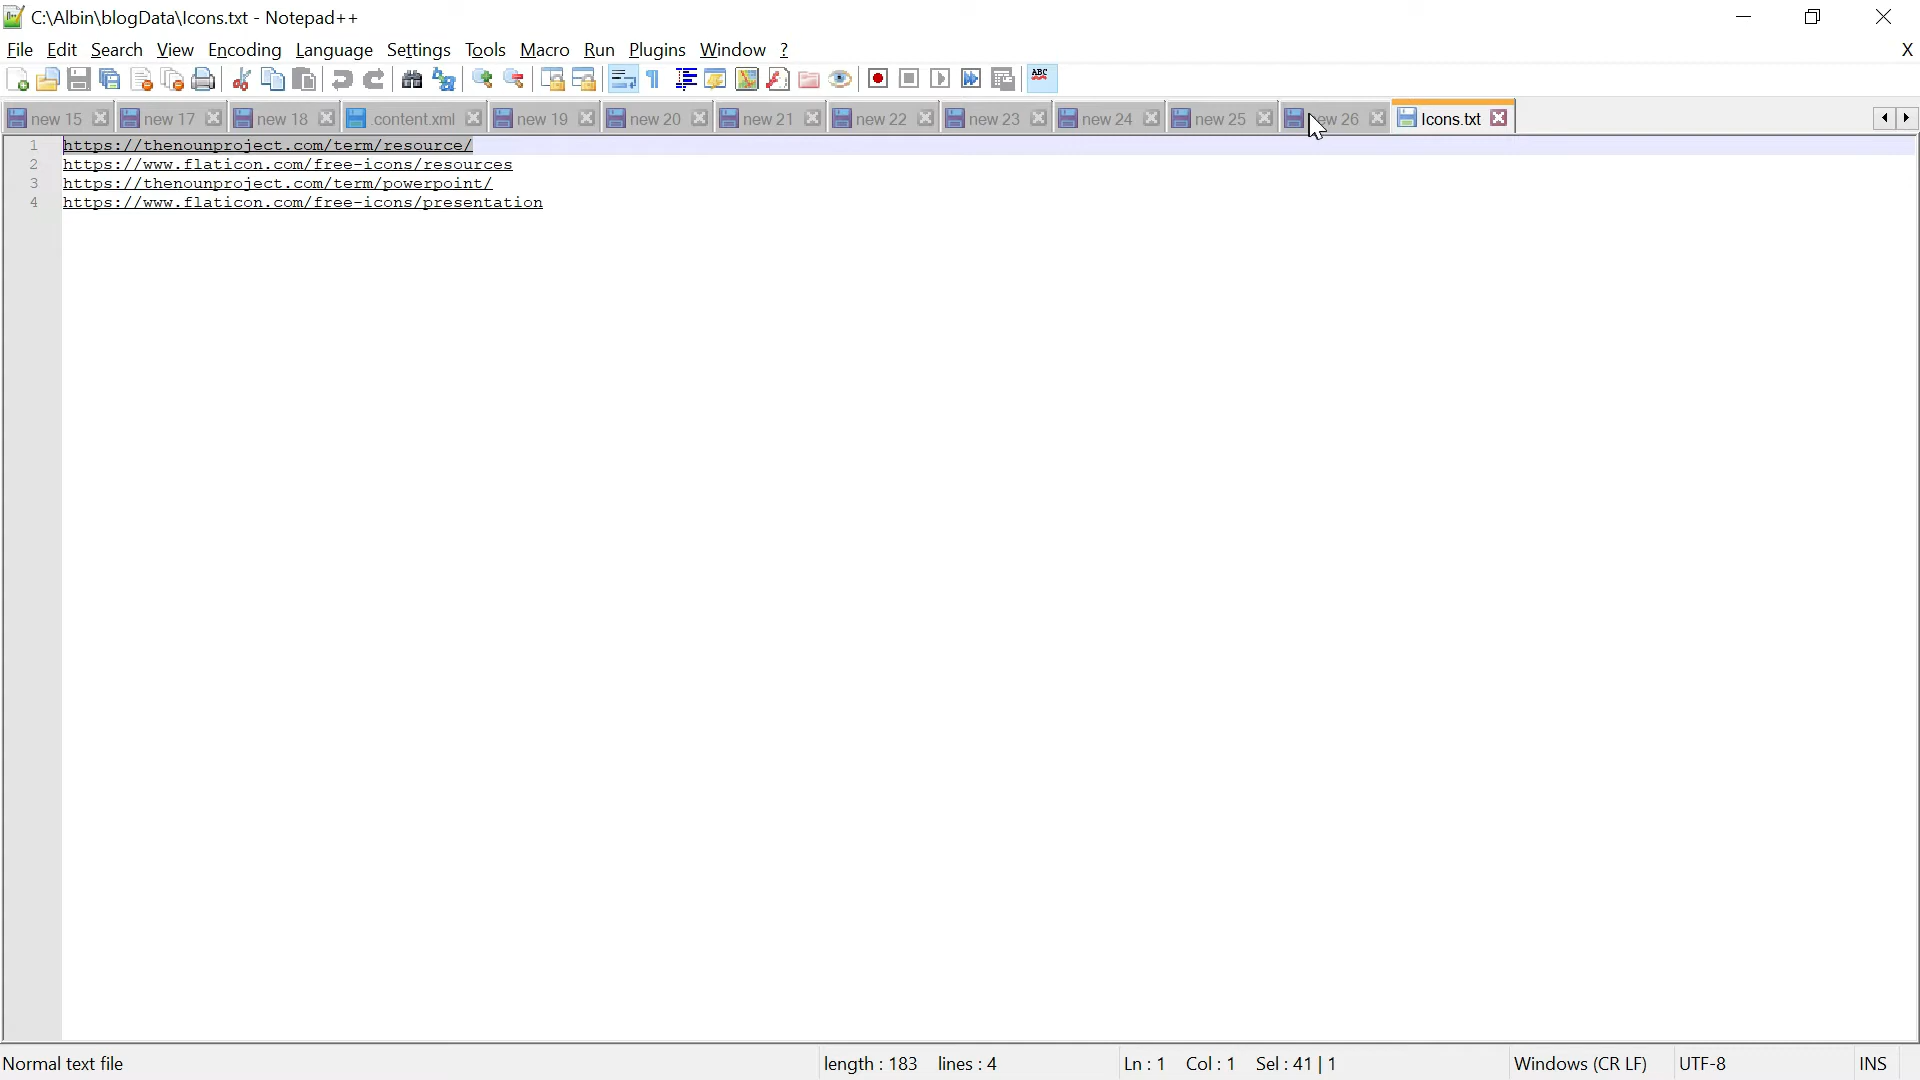 C:\Albin\blogData\Icons.txt - Notepad++
File Edit Search View Encoding Language Settings Tools Macro Run Plugins Window ? X
ABC
new 15 new 17 new 18 .content.xml new 19 new 20 new 21 new 22 new 23 new 24 new 25 26 Icons.txt
1 https://thenounproject.com/term/resource/
2 https://www.flaticon.com/free-icons/resources
3 https://thenounproject.com/term/powerpoint/
4 https://www.flaticon.com/free-icons/presentation
Normal text file length : 183 lines : 4 Ln : 1 Col : 1 Sel : 41 | 1 Windows (CR LF) UTF-8 INS